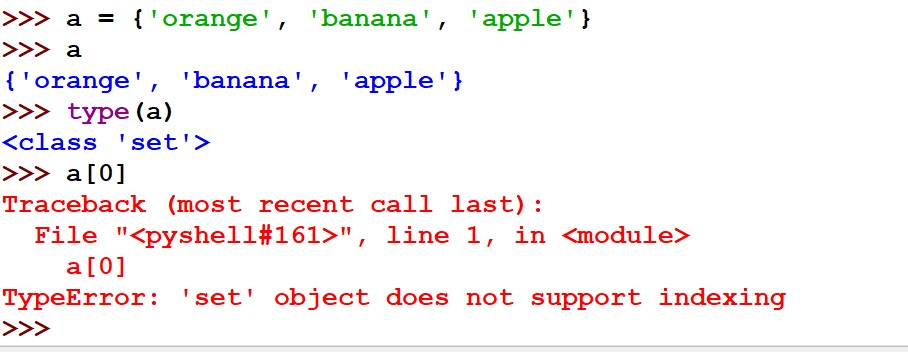 >>> a = {'orange', 'banana', 'apple'}
>>> a
{'orange', 'banana', 'apple'}
>>> type(a)
<class 'set'>
>>> a[0]
Traceback (most recent call last):
  File "<pyshell#161>", line 1, in <module>
    a[0]
TypeError: 'set' object does not support indexing
>>>